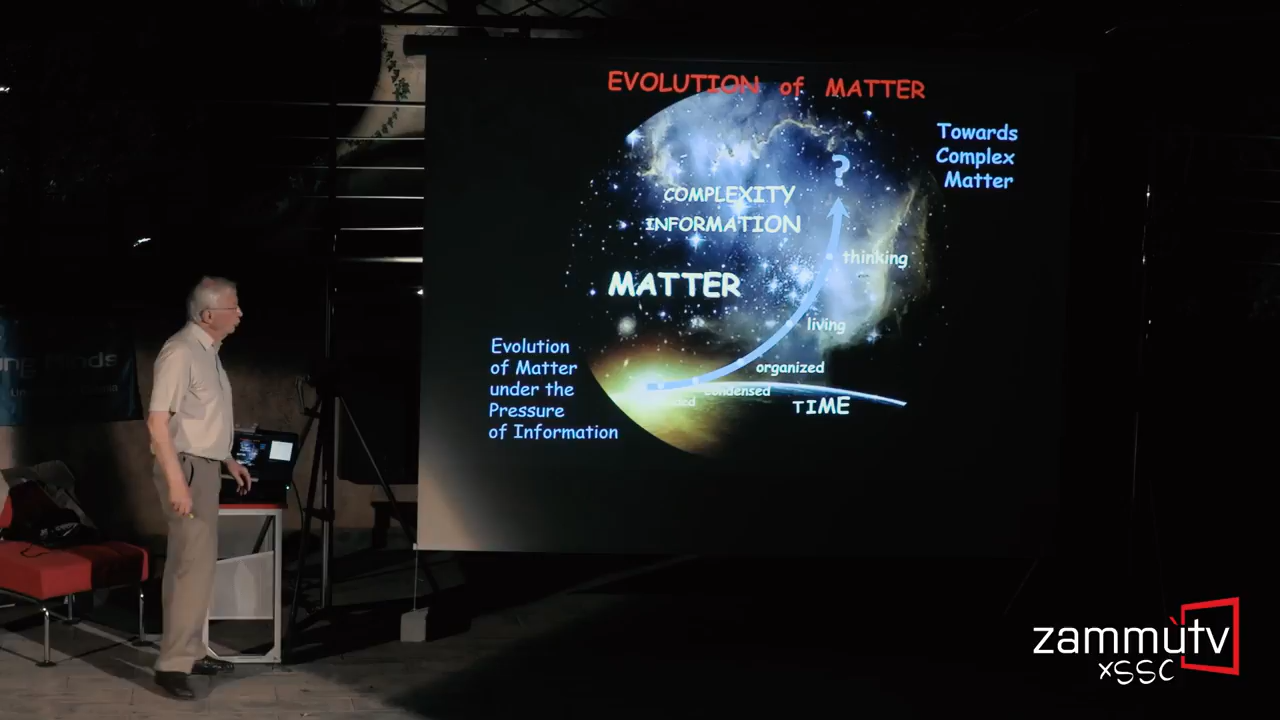 EVOLUTION of MATTER
Towards
Complex
Matter
?
COMPLEXITY
INFORMATION
thinking
MATTER
living
Evolution
of Matter
under the
Pressure
of Information
organized
condensed
TIME
zammùtv
xSSC